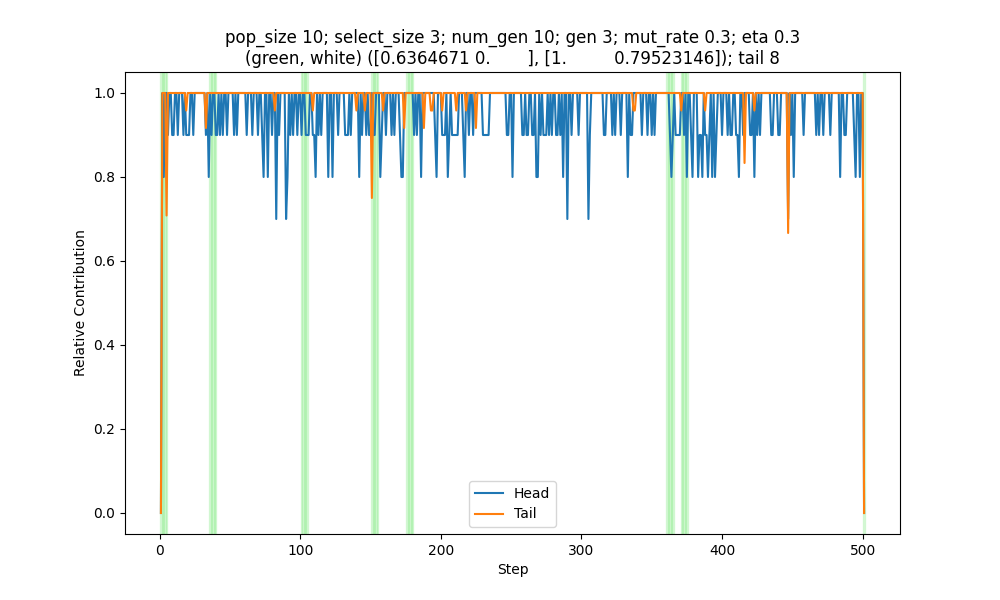 pop_size 10; select_size 3; num_gen 10; gen 3; mut_rate 0.3; eta 0.3
(green, white) ([0.6364671 0.        ], [1.         0.79523146]); tail 8
1.0
0.8
0.6
0.4
0.2
0.0
Relative Contribution
Head
Tail
0
100
200
300
400
500
Step